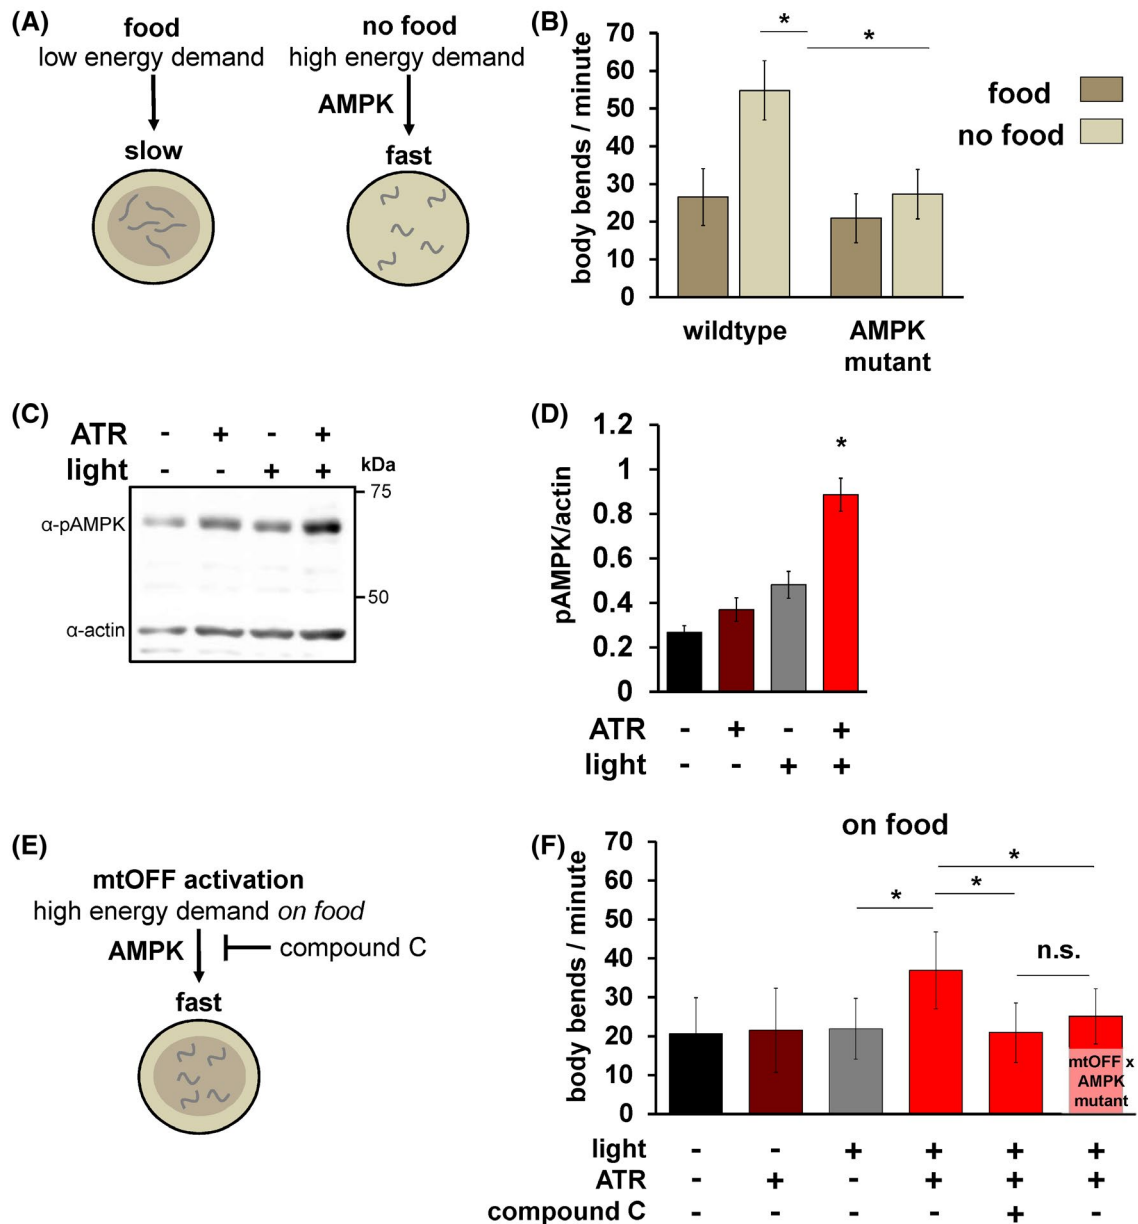 (A)
food
low energy demand
slow
no food
high energy demand
AMPK
fast
(B)
body bends / minute
70
60
50
40
30
20
10
0
*
*
wildtype
AMPK
mutant
food
no food
(C)
ATR - + - +
light - - + +
kDa
75
α-pAMPK
50
α-actin
(D)
pAMPK/actin
1.2
1
0.8
0.6
0.4
0.2
0
*
ATR - + - +
light - - + +
(E)
mtOFF activation
high energy demand on food
AMPK
compound C
fast
(F)
on food
body bends / minute
70
60
50
40
30
20
10
0
*
*
*
n.s.
mtOFF x
AMPK
mutant
light - - + + + +
ATR - + - + + +
compound C - - - - + -